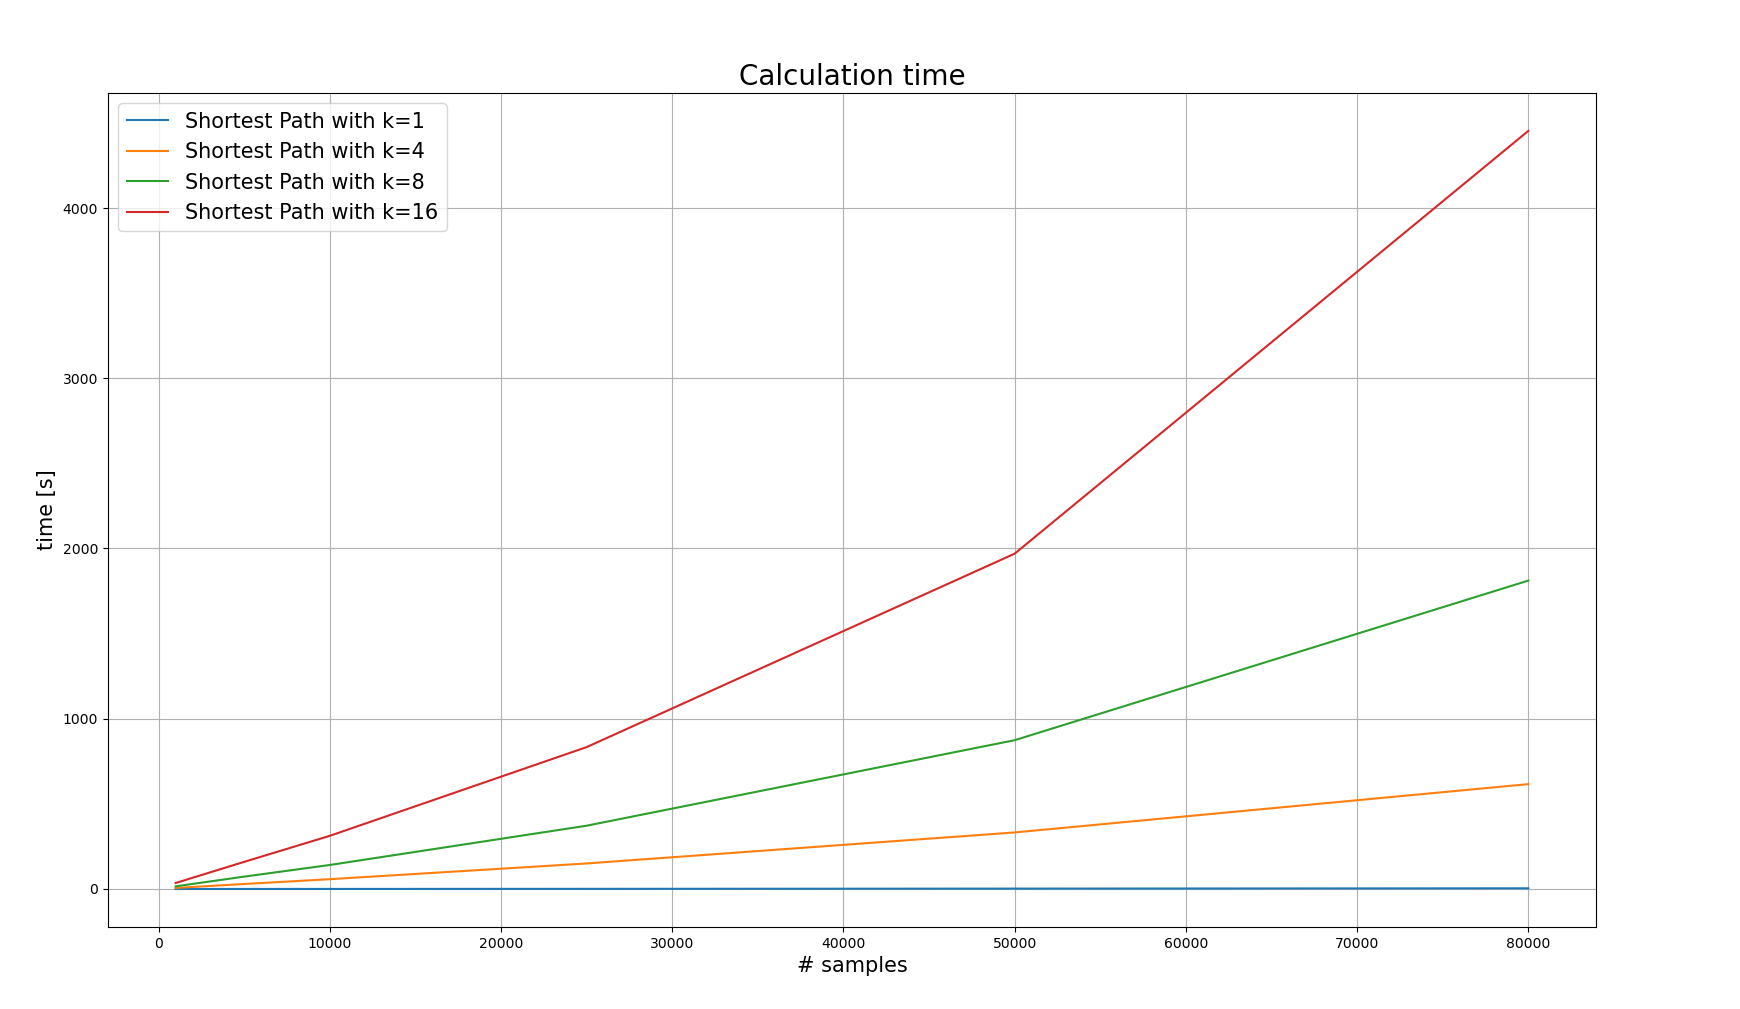 Calculation time
Shortest Path with k=1
Shortest Path with k=4
Shortest Path with k=8
Shortest Path with k=16
4000
3000
2000
1000
0
time [s]
0 10000 20000 30000 40000 50000 60000 70000 80000
# samples